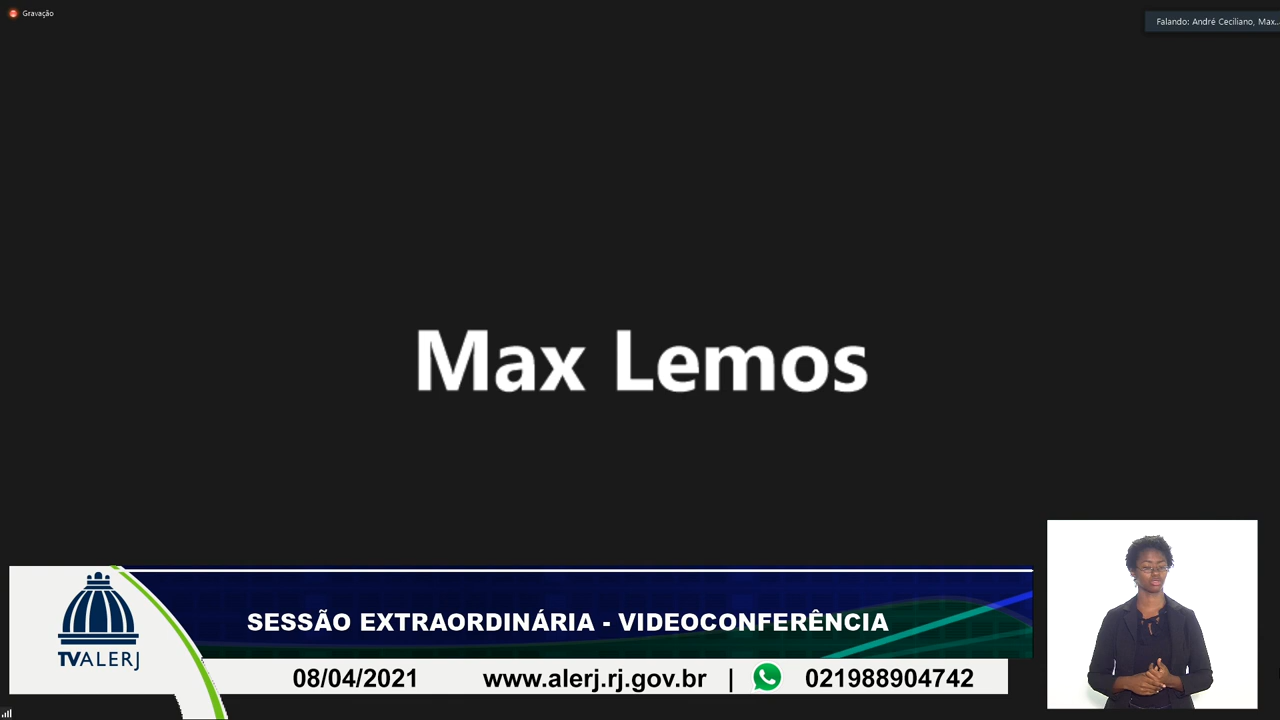 Gravação
Falando: André Ceciliano, Max...
Max Lemos
SESSÃO EXTRAORDINÁRIA - VIDEOCONFERÊNCIA
TVALERJ
08/04/2021 www.alerj.rj.gov.br | 021988904742